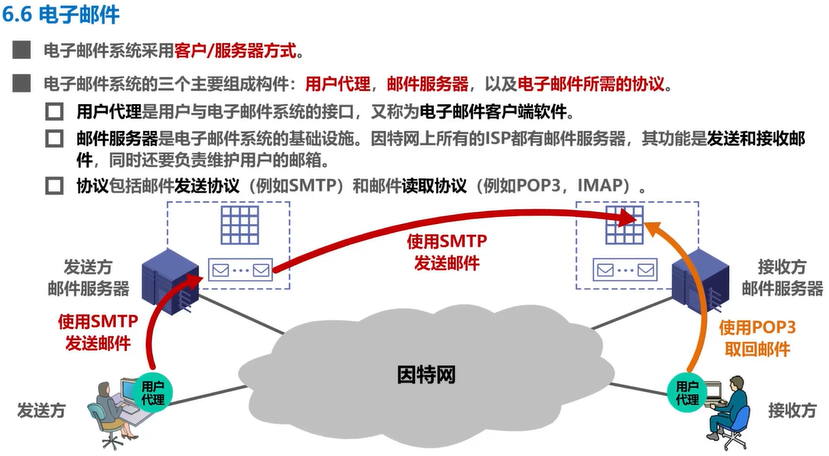 6.6 电子邮件
电子邮件系统采用客户/服务器方式。
电子邮件系统的三个主要组成构件：用户代理，邮件服务器，以及电子邮件所需的协议。
用户代理是用户与电子邮件系统的接口，又称为电子邮件客户端软件。
邮件服务器是电子邮件系统的基础设施。因特网上所有的ISP都有邮件服务器，其功能是发送和接收邮
件，同时还要负责维护用户的邮箱。
协议包括邮件发送协议（例如SMTP）和邮件读取协议（例如POP3，IMAP）。
使用SMTP
发送邮件
发送方
邮件服务器
接收方
邮件服务器
使用SMTP
发送邮件
使用POP3
取回邮件
因特网
用户
代理
用户
代理
发送方
接收方